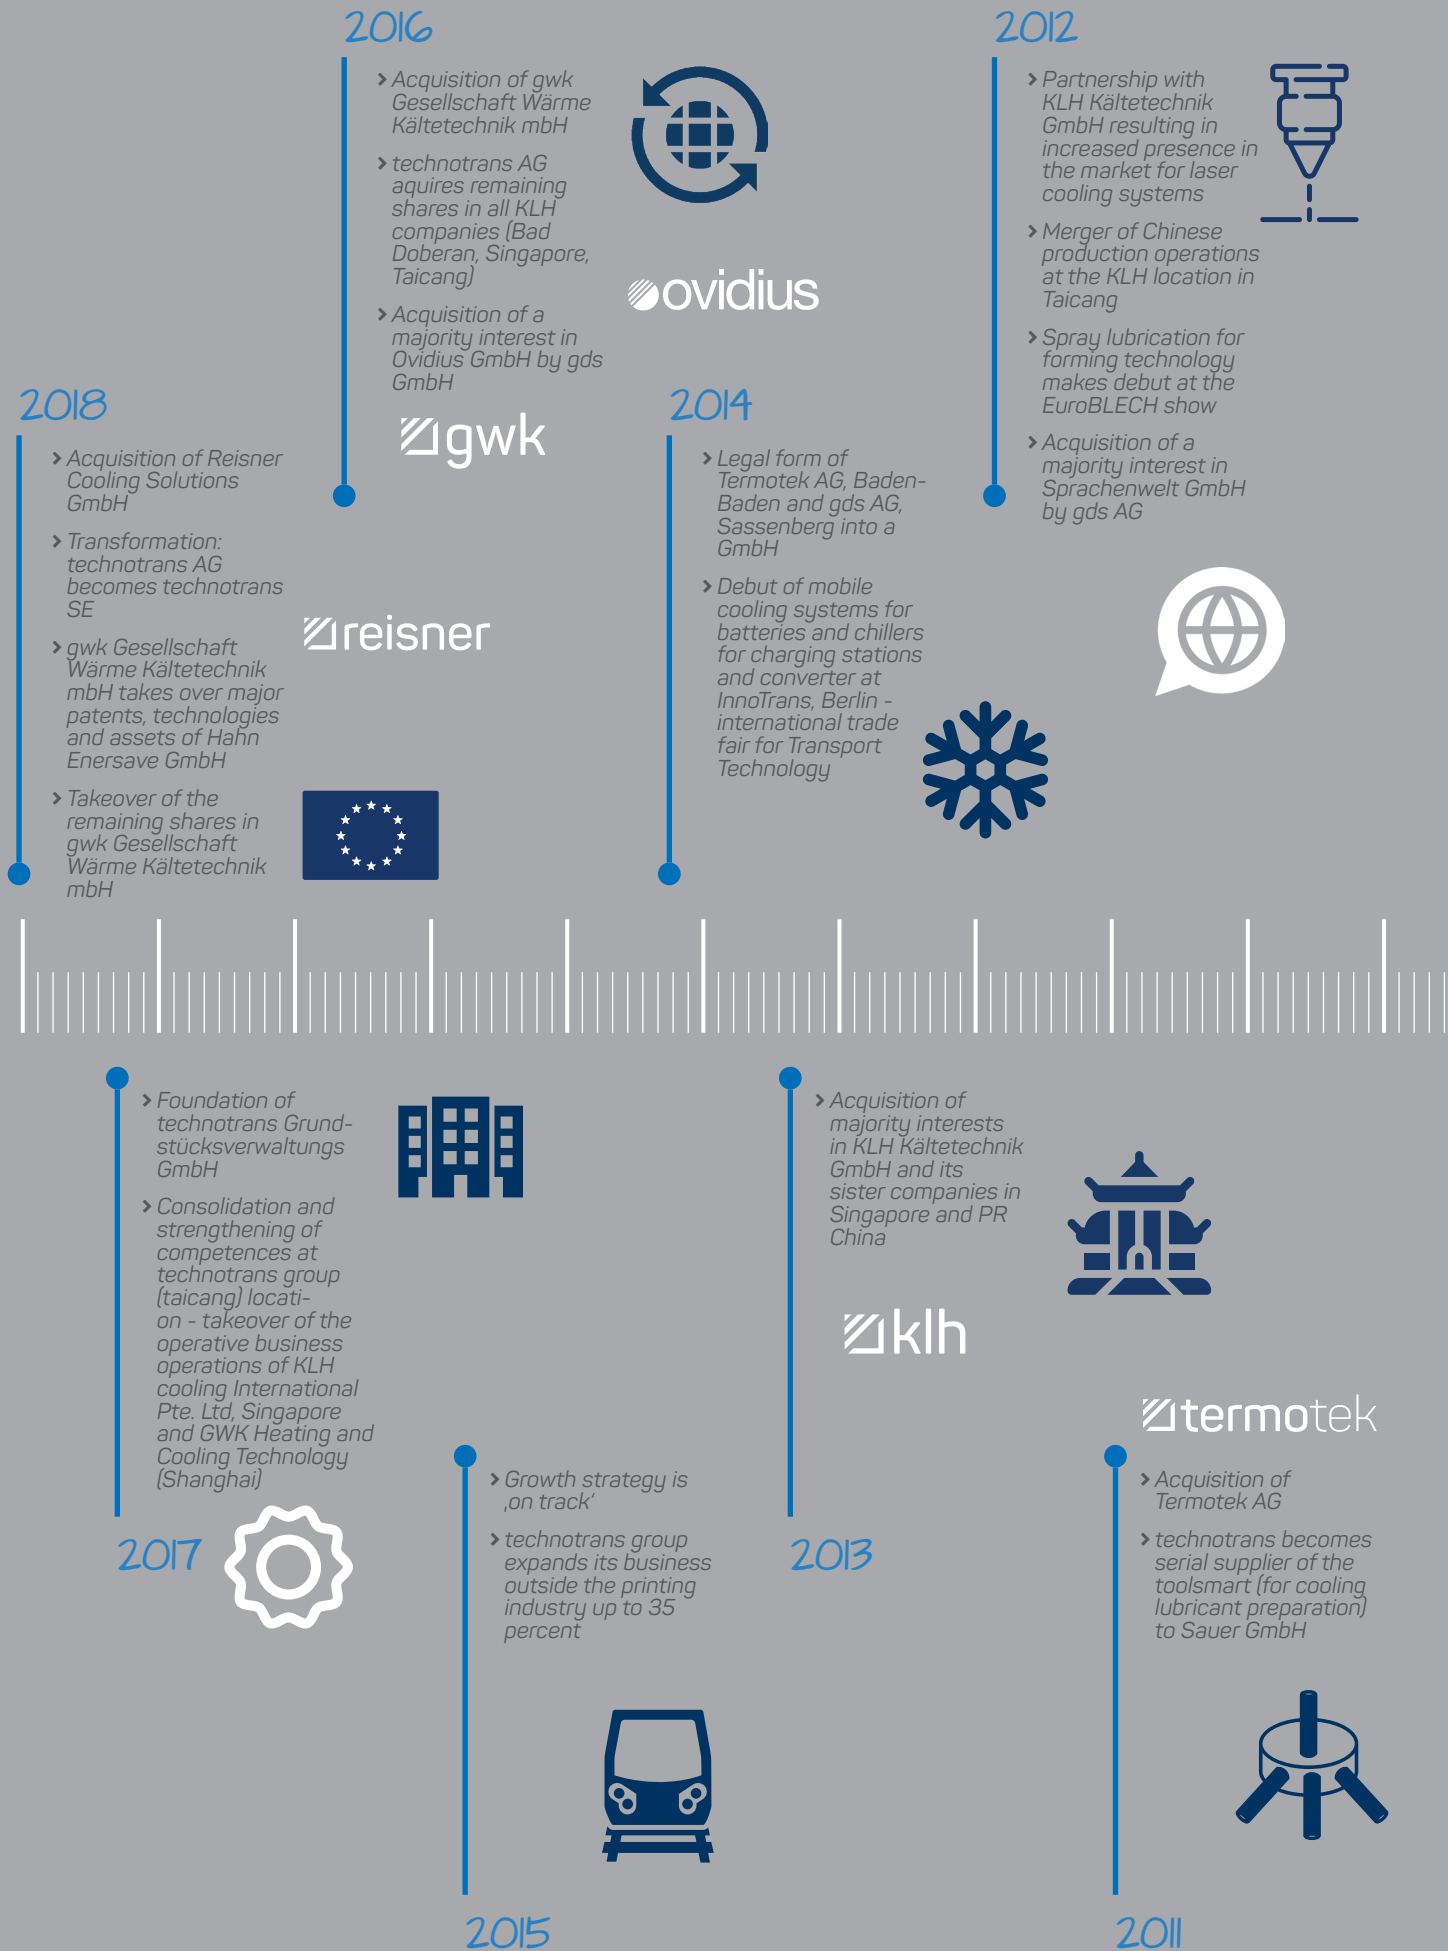 2016
› Acquisition of gwk
Gesellschaft Wärme
Kältetechnik mbH
› technotrans AG
aquires remaining
shares in all KLH
companies (Bad
Doberan, Singapore,
Taicang)
› Acquisition of a
majority interest in
Ovidius GmbH by gds
GmbH
ovidius
gwk
2012
› Partnership with
KLH Kältetechnik
GmbH resulting in
increased presence in
the market for laser
cooling systems
› Merger of Chinese
production operations
at the KLH location in
Taicang
› Spray lubrication for
forming technology
makes debut at the
EuroBLECH show
› Acquisition of a
majority interest in
Sprachenwelt GmbH
by gds AG
2018
› Acquisition of Reisner
Cooling Solutions
GmbH
› Transformation:
technotrans AG
becomes technotrans
SE
› gwk Gesellschaft
Wärme Kältetechnik
mbH takes over major
patents, technologies
and assets of Hahn
Enersave GmbH
› Takeover of the
remaining shares in
gwk Gesellschaft
Wärme Kältetechnik
mbH
reisner
2014
› Legal form of
Termotek AG, Baden-
Baden and gds AG,
Sassenberg into a
GmbH
› Debut of mobile
cooling systems for
batteries and chillers
for charging stations
and converter at
InnoTrans, Berlin -
international trade
fair for Transport
Technology
› Foundation of
technotrans Grund-
stücksverwaltungs
GmbH
› Consolidation and
strengthening of
competences at
technotrans group
(taicang) locati-
on - takeover of the
operative business
operations of KLH
cooling International
Pte. Ltd, Singapore
and GWK Heating and
Cooling Technology
(Shanghai)
2017
› Growth strategy is
‚on track‘
› technotrans group
expands its business
outside the printing
industry up to 35
percent
2015
› Acquisition of
majority interests
in KLH Kältetechnik
GmbH and its
sister companies in
Singapore and PR
China
klh
2013
termotek
› Acquisition of
Termotek AG
› technotrans becomes
serial supplier of the
toolsmart (for cooling
lubricant preparation)
to Sauer GmbH
2011